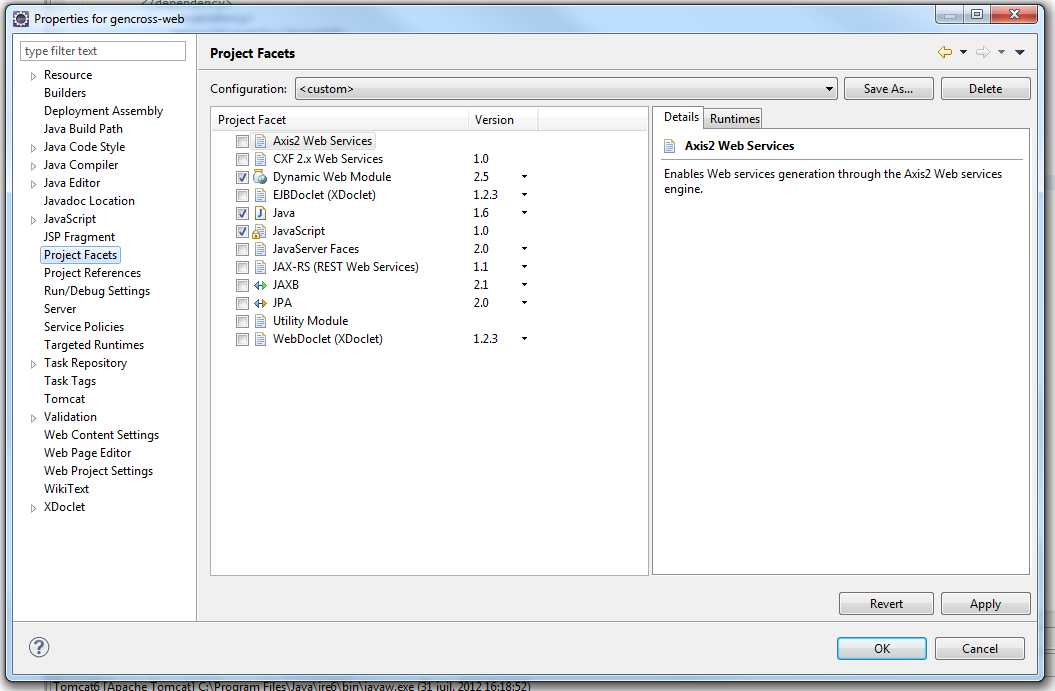 </dependency>
Properties for gencross-web
type filter text
Resource
Builders
Deployment Assembly
Java Build Path
Java Code Style
Java Compiler
Java Editor
Javadoc Location
JavaScript
JSP Fragment
Project Facets
Project References
Run/Debug Settings
Server
Service Policies
Targeted Runtimes
Task Repository
Task Tags
Tomcat
Validation
Web Content Settings
Web Page Editor
Web Project Settings
WikiText
XDoclet
Project Facets
Configuration: <custom> Save As... Delete
Project Facet Version
Axis2 Web Services
CXF 2.x Web Services 1.0
Dynamic Web Module 2.5
EJBDoclet (XDoclet) 1.2.3
Java 1.6
JavaScript 1.0
JavaServer Faces 2.0
JAX-RS (REST Web Services) 1.1
JAXB 2.1
JPA 2.0
Utility Module
WebDoclet (XDoclet) 1.2.3
Details Runtimes
Axis2 Web Services
Enables Web services generation through the Axis2 Web services
engine.
Revert Apply
? OK Cancel
Tomcat6 [Apache Tomcat] C:\Program Files\Java\jre6\bin\javaw.exe (31 juil. 2012 16:18:52)